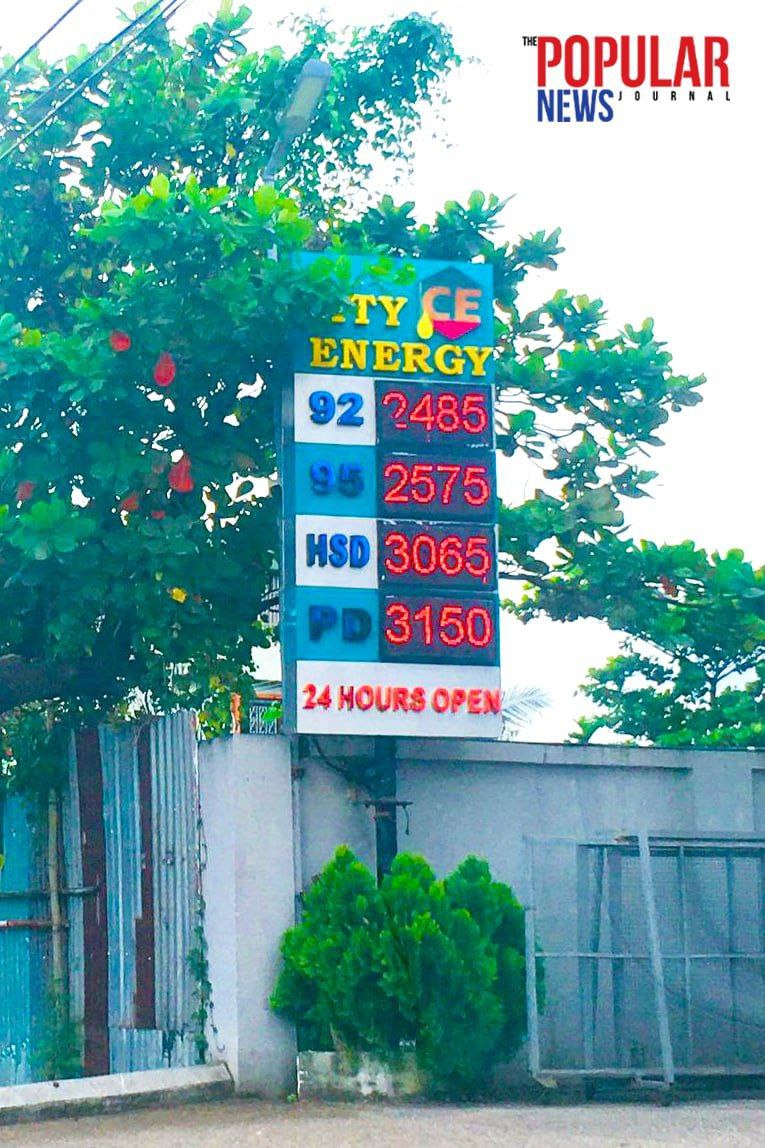 THE
POPULAR
NEWS JOURNAL
CE
ENERGY
92 2485
95 2575
HSD 3065
PD 3150
24 HOURS OPEN